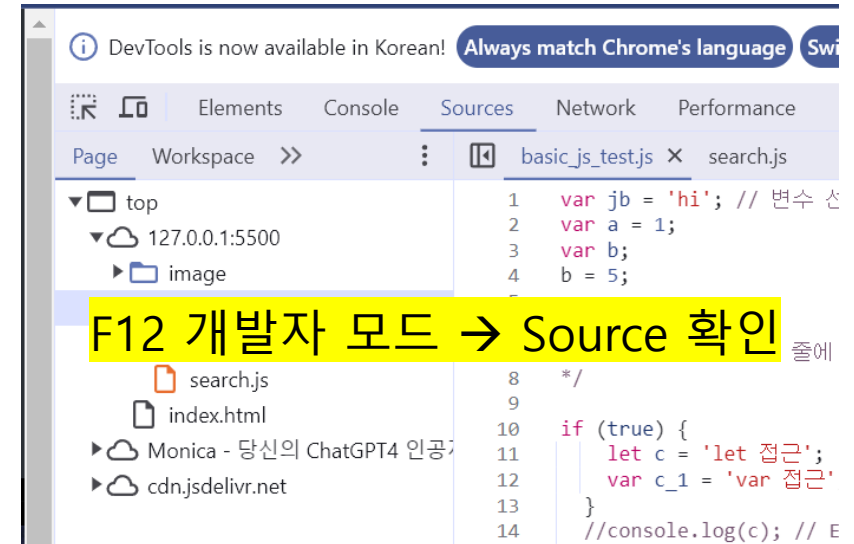 DevTools is now available in Korean! Always match Chrome's language
Elements Console Sources Network Performance
Page Workspace
basic_js_test.js search.js
top
127.0.0.1:5500
image
F12 개발자 모드 → Source 확인
search.js
index.html
Monica - 당신의 ChatGPT4
cdn.jsdelivr.net
1 var jb = 'hi'; // 변수
2 var a = 1;
3 var b;
4 b = 5;
줄에
8 */
9
10 if (true) {
11 let c = 'let 접근';
12 var c_1 = 'var 접근'
13 }
14 //console.log(c); //